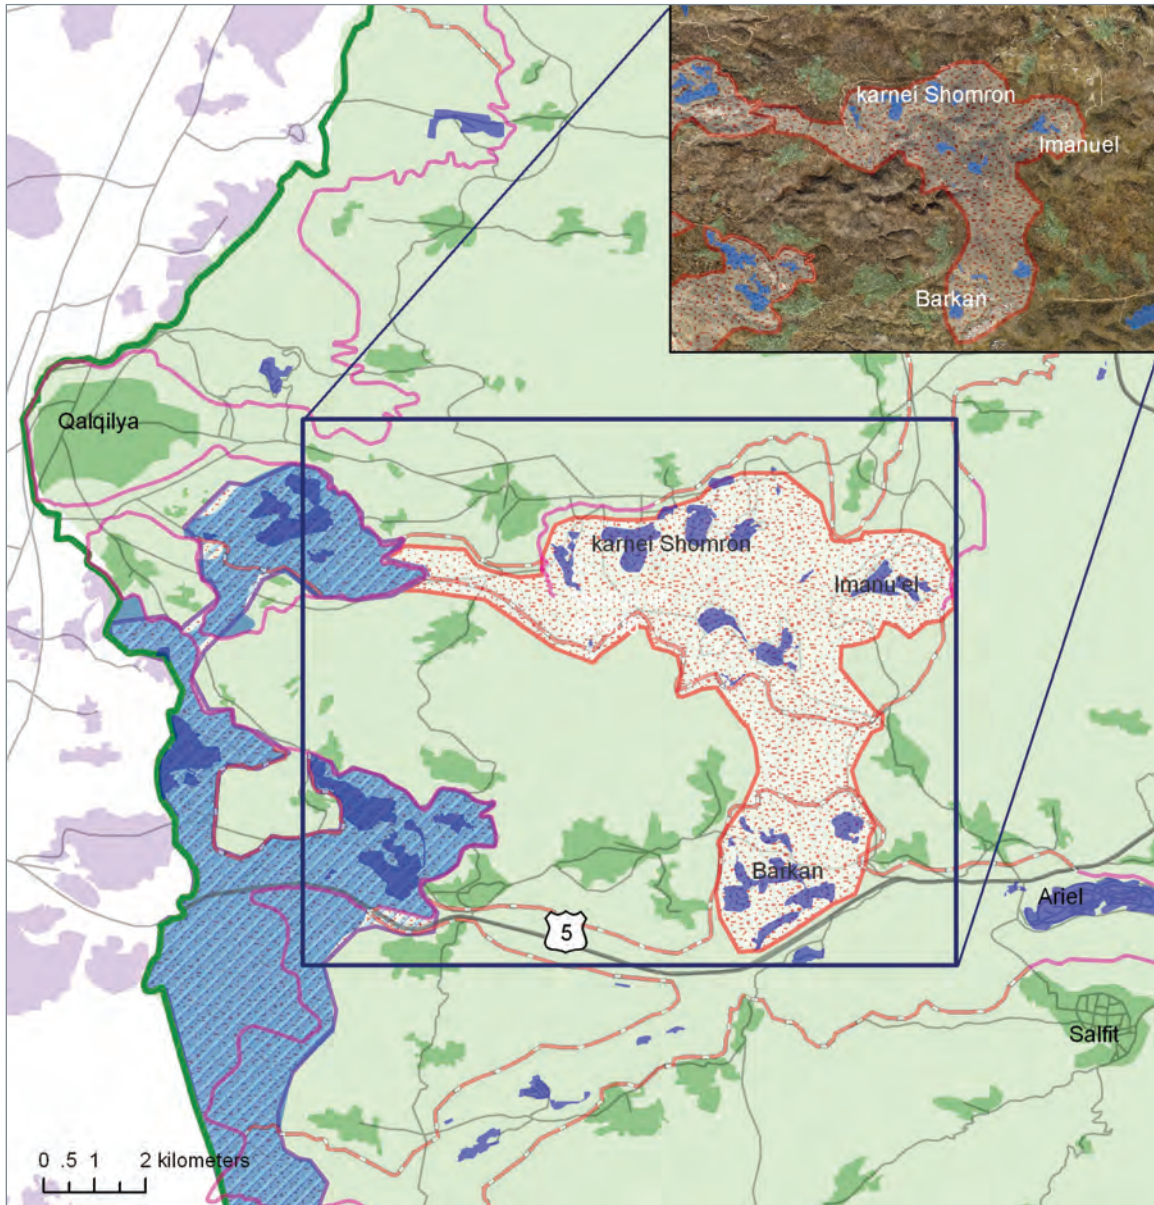 karnei Shomron
Imanuel
Barkan
Qalqilya
karnei Shomron
Imanu'el
Barkan
Ariel
5
Salfit
0 .5 1 2 kilometers